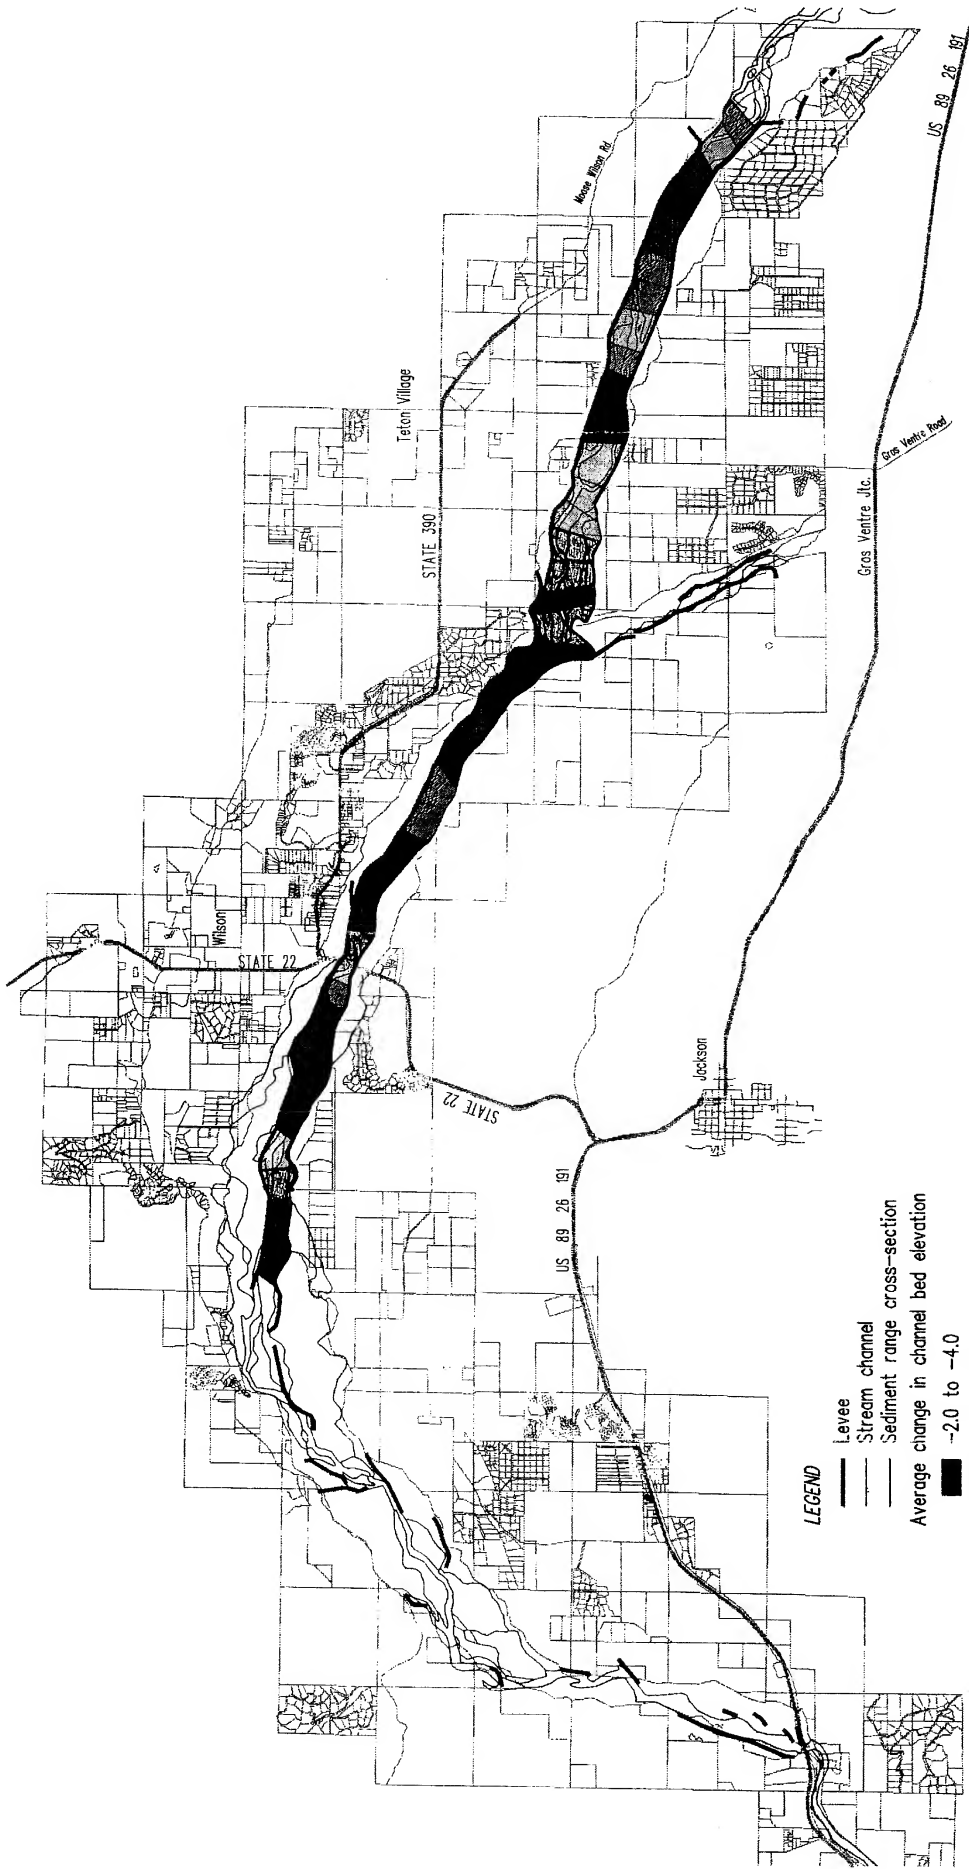 US 89 26 191
Moose Wilson Rd.
Teton Village
STATE 390
Gros Ventre Road
Gros Ventre Jtc.
Wilson
STATE 22
STATE 22
Jackson
US 89 26 191
LEGEND
Levee
Stream channel
Sediment range cross-section
Average change in channel bed elevation
-2.0 to -4.0